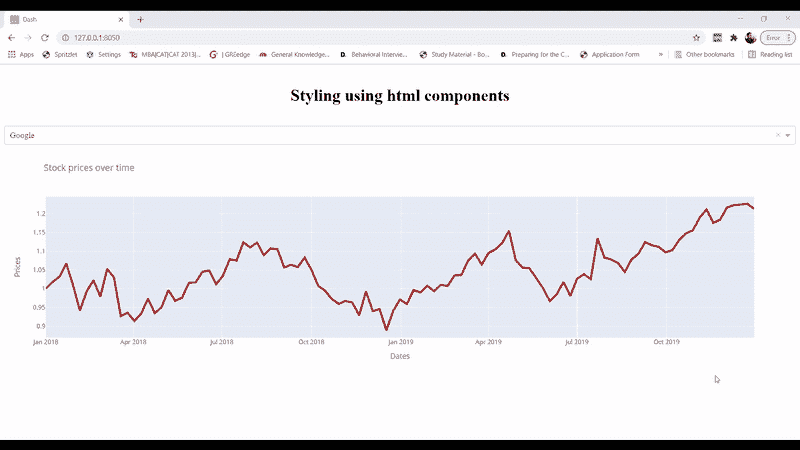 Dash
127.0.0.1:8050
Error
Apps Spritzlet Settings MBA|CAT|CAT 2013|... | GREedge General Knowledge... Behavioral Intervie... Study Material - Bo... Preparing for the C... Application Form » Other bookmarks Reading list
Styling using html components
Google
Stock prices over time
1.2
1.15
1.1
1.05
1
0.95
0.9
Prices
Jan 2018 Apr 2018 Jul 2018 Oct 2018 Jan 2019 Apr 2019 Jul 2019 Oct 2019
Dates